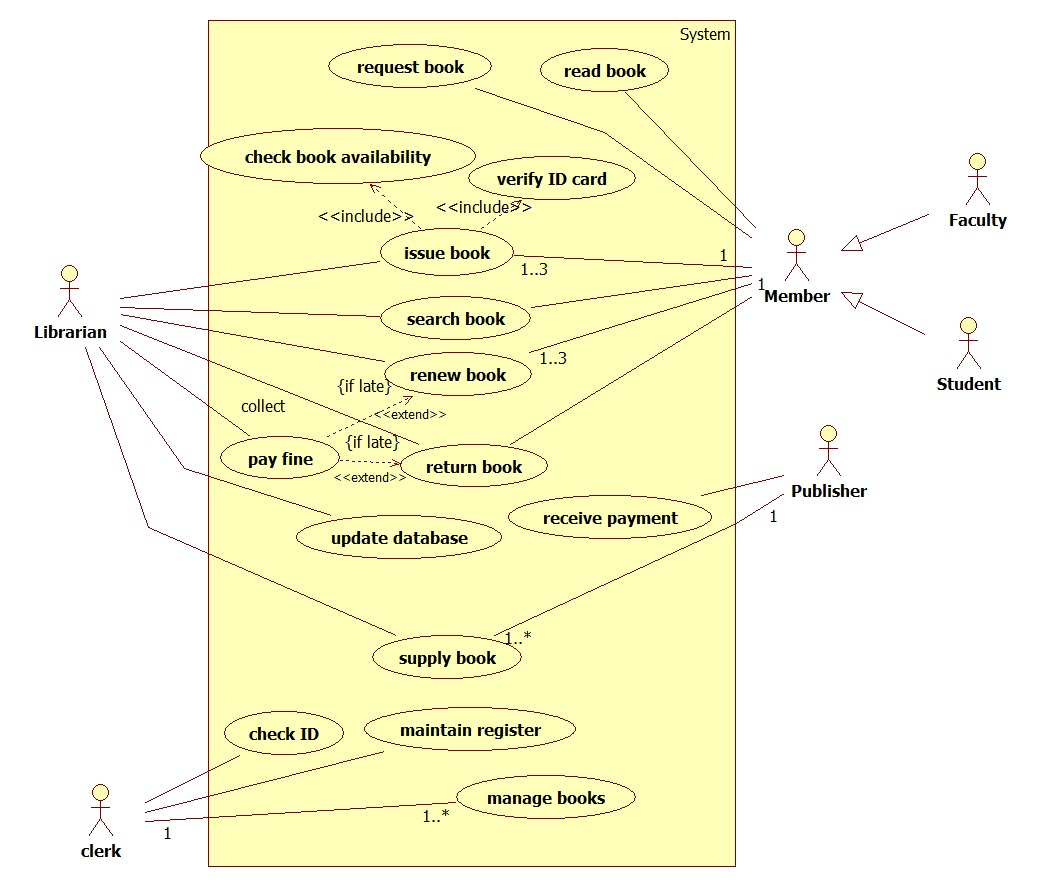 System
request book
read book
check book availability
verify ID card
Faculty
<<include>>
<<include>>
issue book
1
1..3
Member
1
Librarian
search book
1..3
renew book
Student
{if late}
collect
<<extend>>
{if late}
pay fine
return book
<<extend>>
Publisher
receive payment
1
update database
1..*
supply book
check ID
maintain register
manage books
1..*
1
clerk